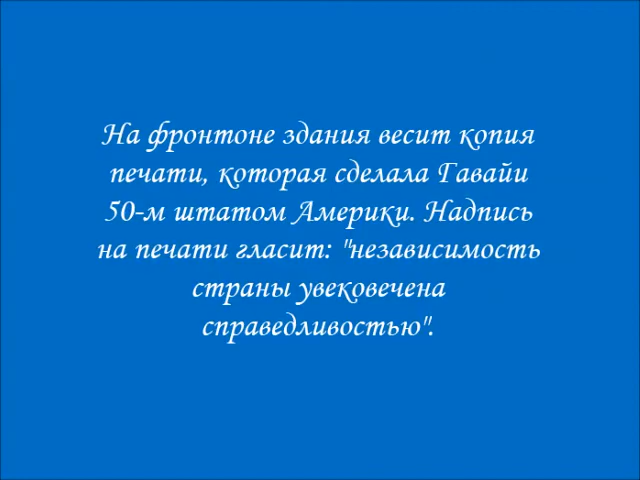 На фронтоне здания весит копия
печати, которая сделала Гавайи
50-м штатом Америки. Надпись
на печати гласит: "независимость
страны увековечена
справедливостью".